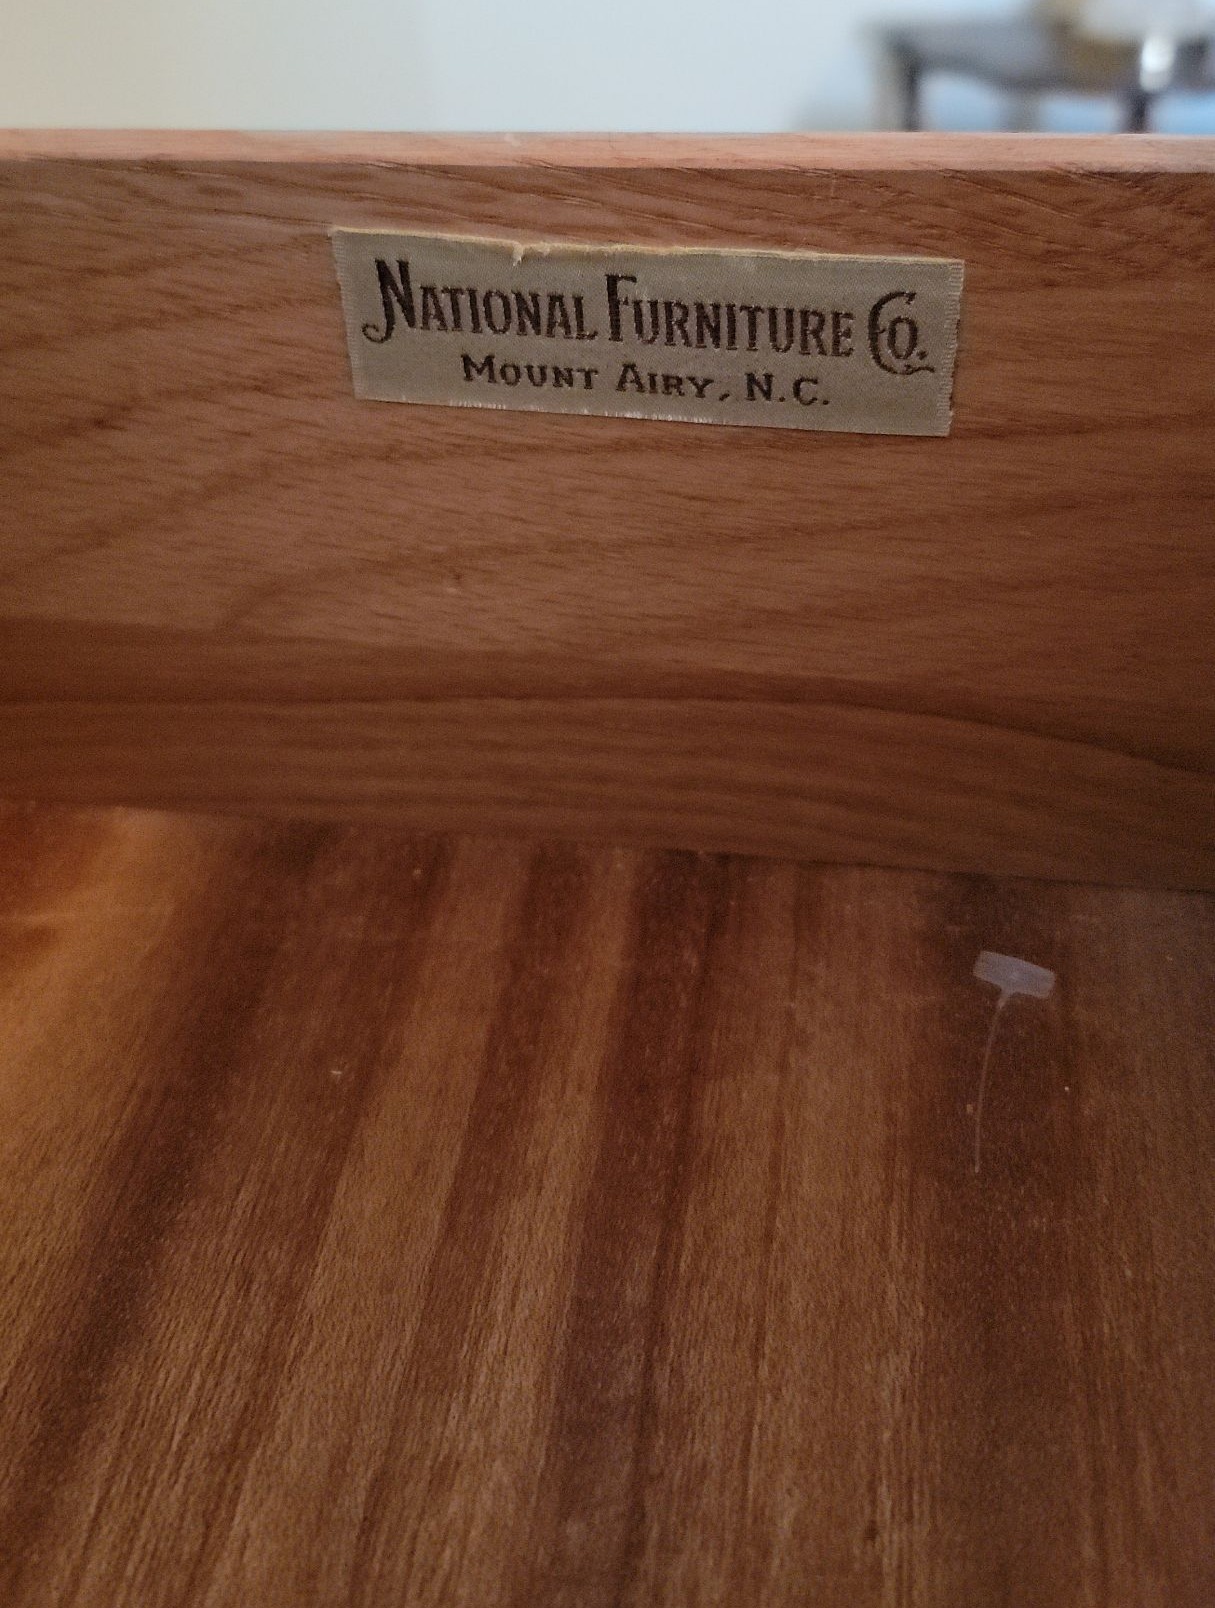 National Furniture Co.
Mount Airy, N.C.